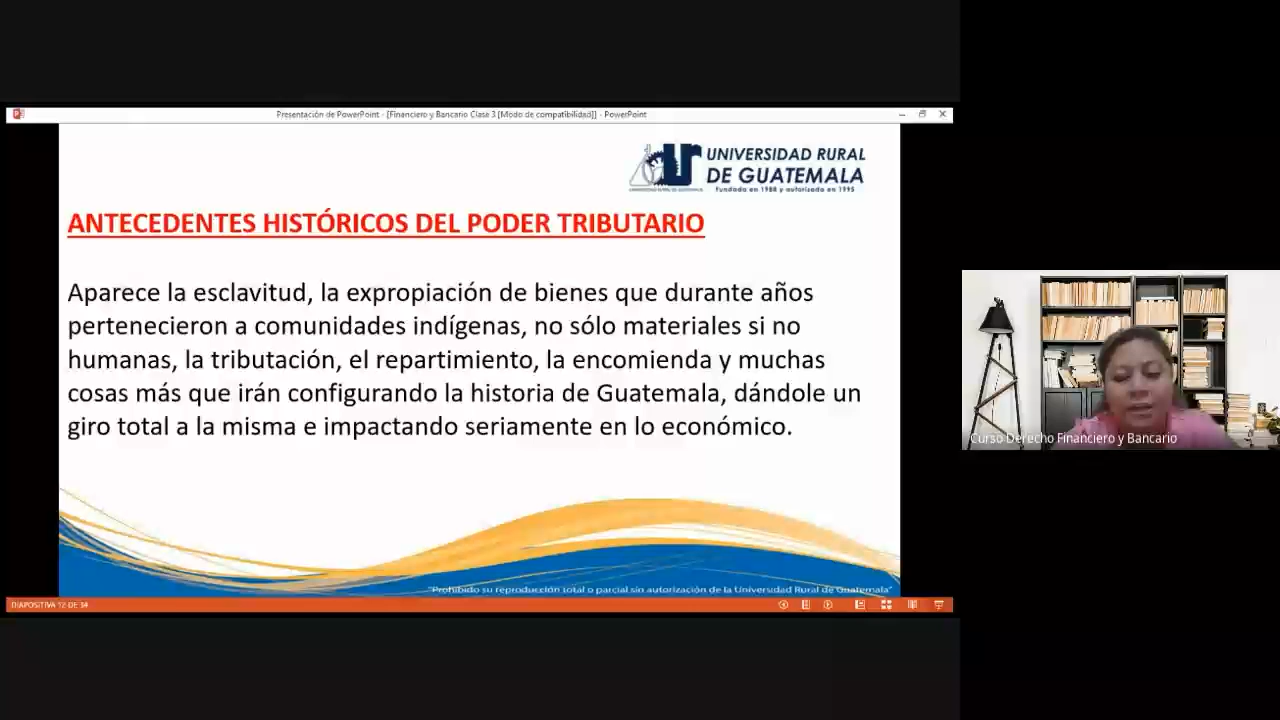 Presentación de PowerPoint - [Financiero y Bancario Clase 3 [Modo de compatibilidad]] - PowerPoint
UNIVERSIDAD RURAL
DE GUATEMALA
Fundada en 1988 y autorizada en 1995
ANTECEDENTES HISTÓRICOS DEL PODER TRIBUTARIO
Aparece la esclavitud, la expropiación de bienes que durante años
pertenecieron a comunidades indígenas, no sólo materiales si no
humanas, la tributación, el repartimiento, la encomienda y muchas
cosas más que irán configurando la historia de Guatemala, dándole un
giro total a la misma e impactando seriamente en lo económico.
"Prohibido su reproducción total o parcial sin autorización de la Universidad Rural de Guatemala"
DIAPOSITIVA 12 DE 34
Curso Derecho Financiero y Bancario